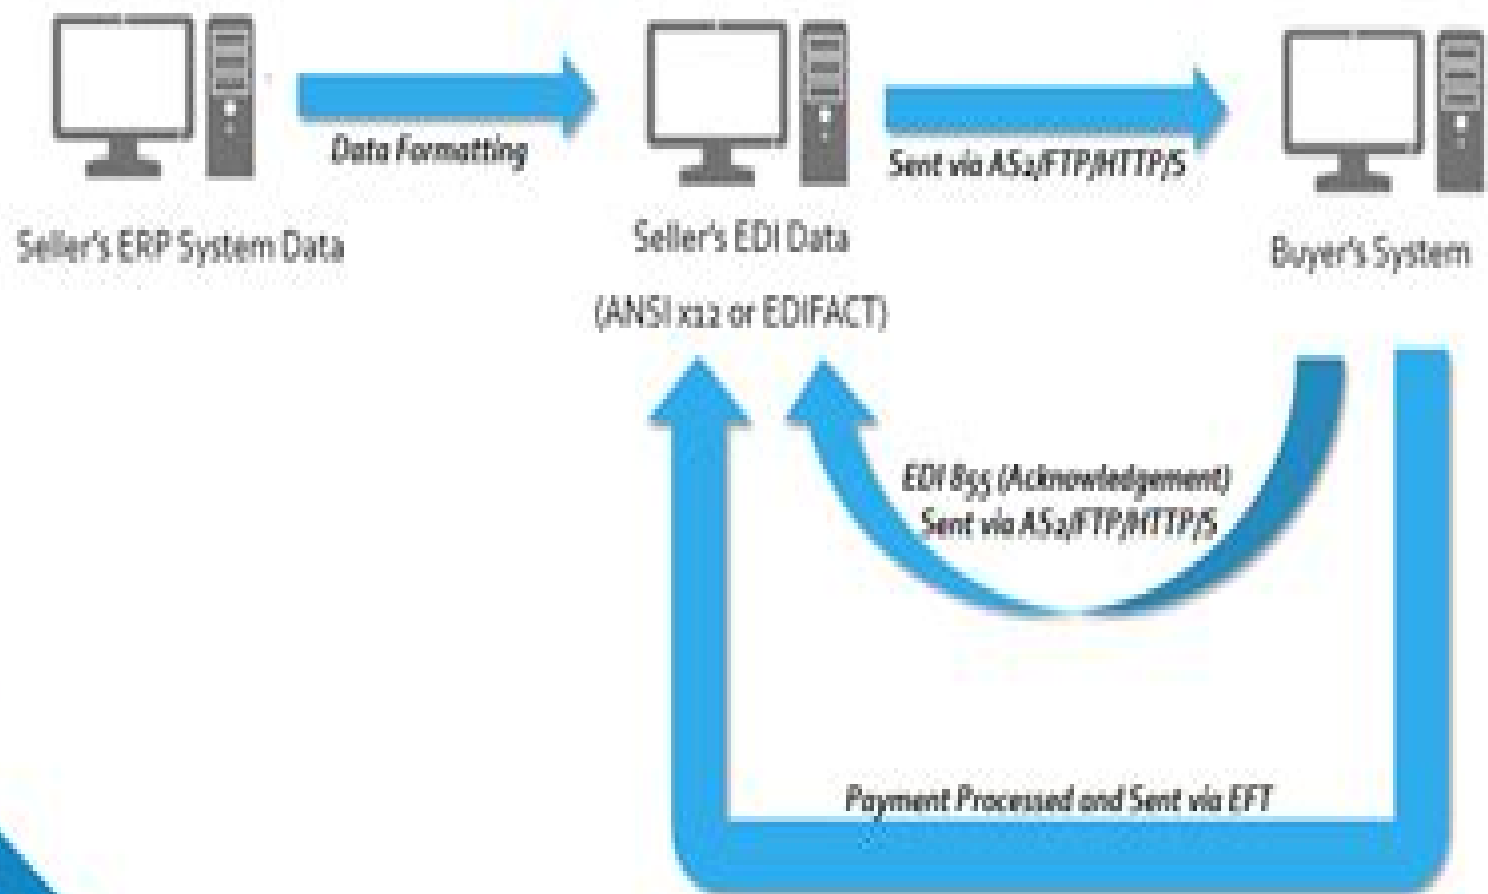 Data Formatting
Sent via AS2/FTP/HTTP/S
Seller's ERP System Data
Seller's EDI Data
(ANSI x12 or EDIFACT)
Buyer's System
EDI 855 (Acknowledgement)
Sent via AS2/FTP/HTTP/S
Payment Processed and Sent via EFT